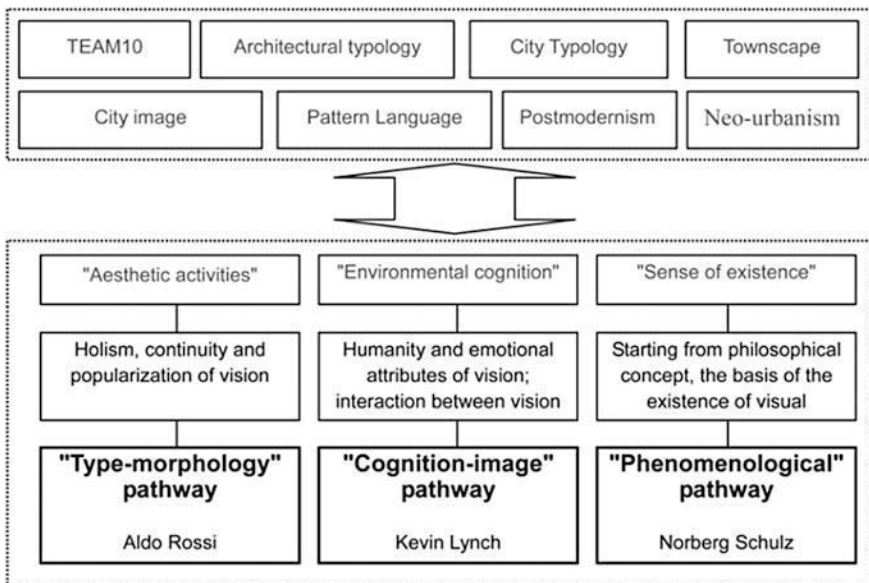 TEAM10
Architectural typology
City Typology
Townscape
City image
Pattern Language
Postmodernism
Neo-urbanism
"Aesthetic activities"
"Environmental cognition"
"Sense of existence"
Holism, continuity and
popularization of vision
Humanity and emotional
attributes of vision;
interaction between vision
Starting from philosophical
concept, the basis of the
existence of visual
"Type-morphology"
pathway
Aldo Rossi
"Cognition-image"
pathway
Kevin Lynch
"Phenomenological"
pathway
Norberg Schulz